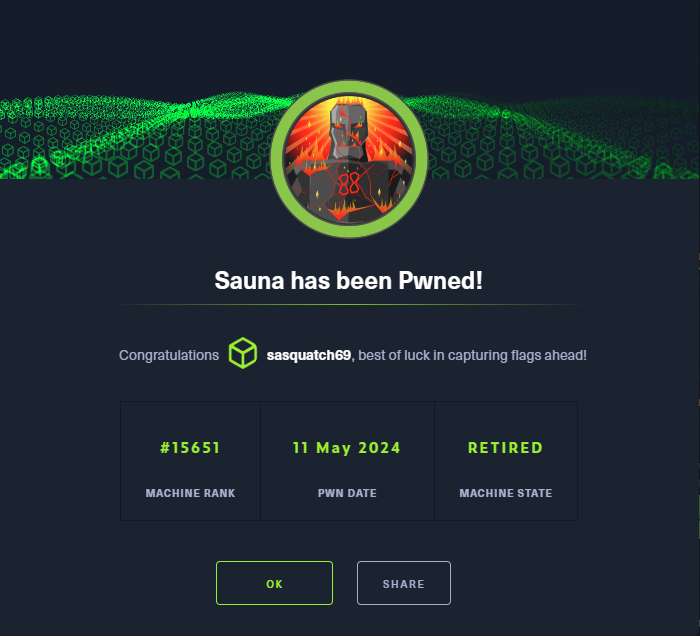 Sauna has been Pwned!
Congratulations sasquatch69, best of luck in capturing flags ahead!
#15651 11 May 2024 RETIRED
MACHINE RANK PWN DATE MACHINE STATE
OK SHARE